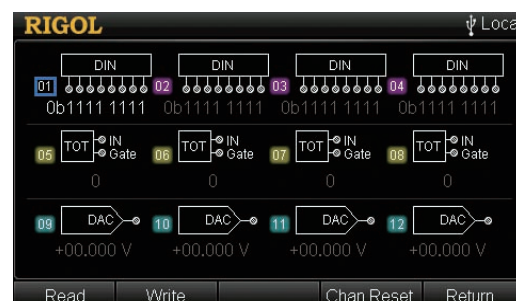 RIGOL Loca
DIN DIN DIN DIN
01 02 03 04
0b1111 1111 0b1111 1111 0b1111 1111 0b1111 1111
05 TOT IN Gate 06 TOT IN Gate 07 TOT IN Gate 08 TOT IN Gate
0 0 0 0
09 DAC 10 DAC 11 DAC 12 DAC
+00.000 V +00.000 V +00.000 V +00.000 V
Read Write Chan Reset Return